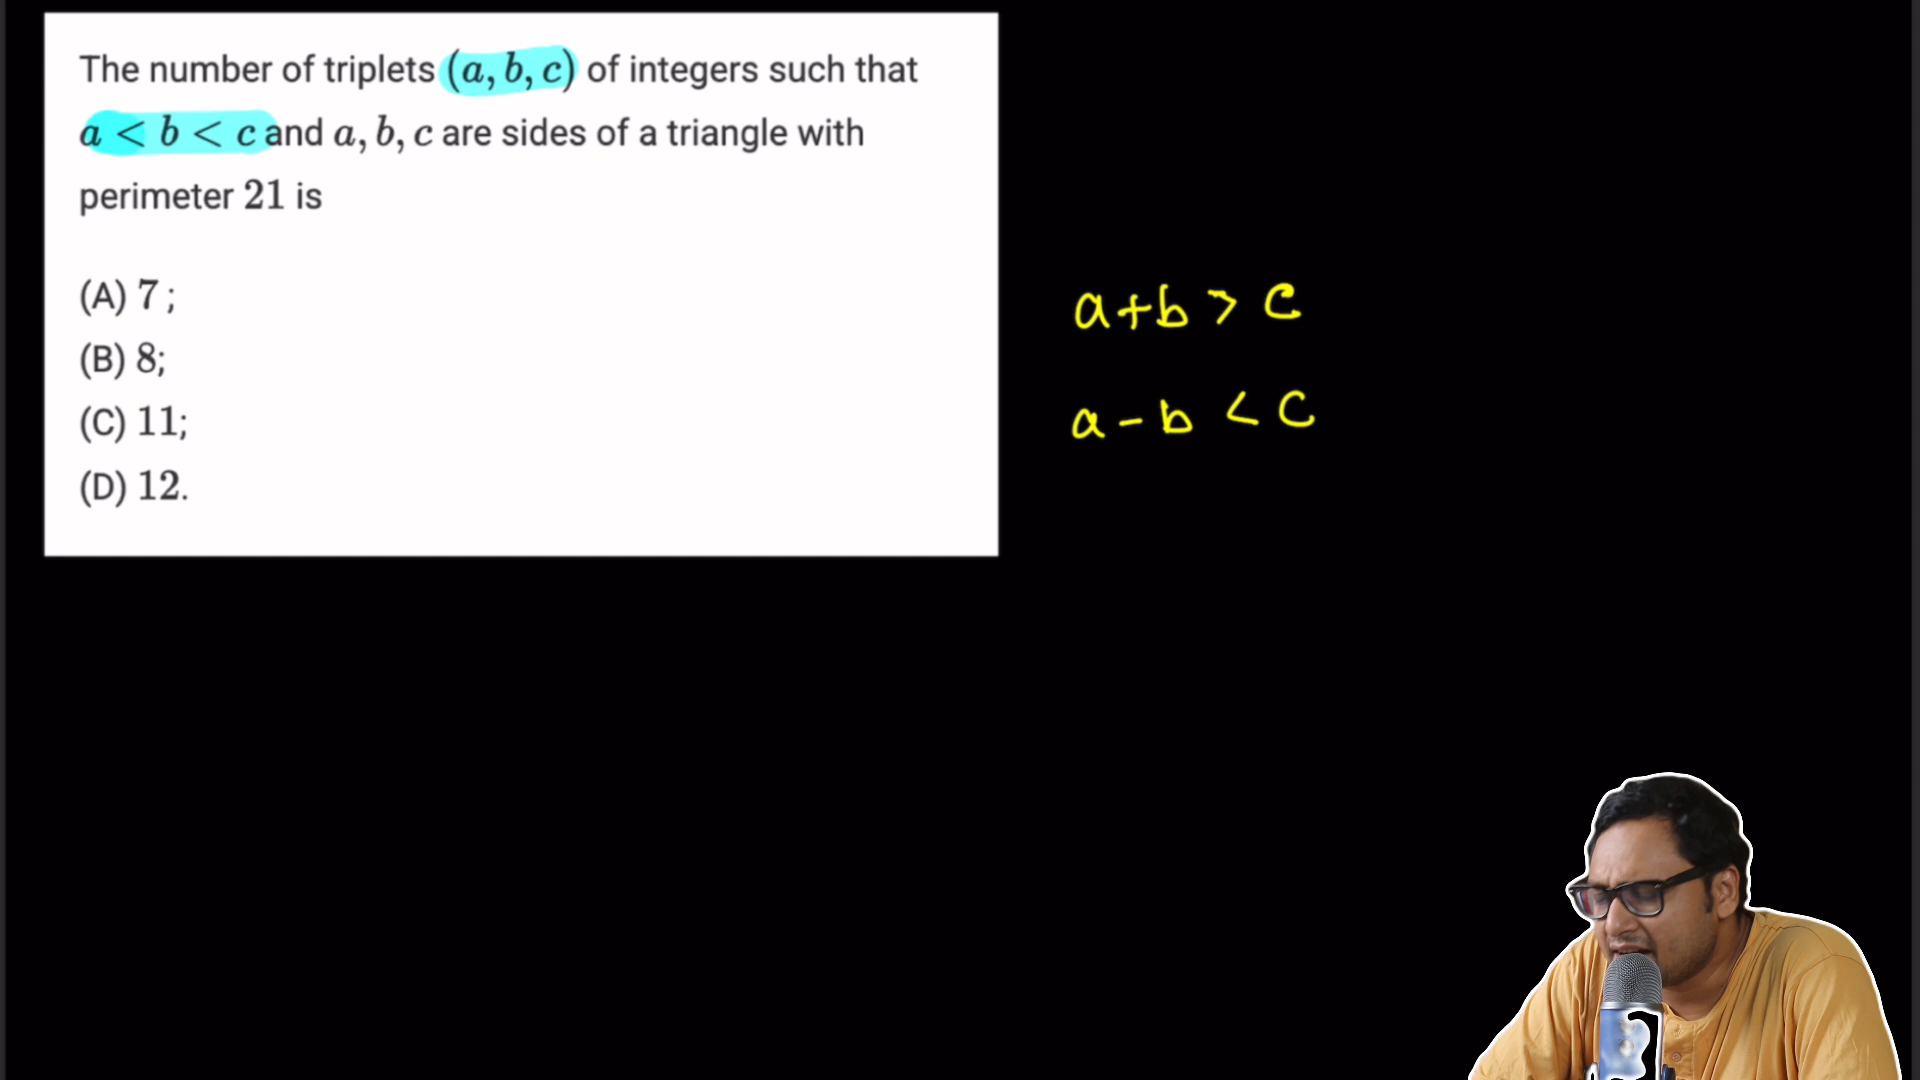 The number of triplets (a, b, c) of integers such that
a < b < c and a, b, c are sides of a triangle with
perimeter 21 is
(A) 7 ;
(B) 8;
(C) 11;
(D) 12.
a+b > c
a - b < c